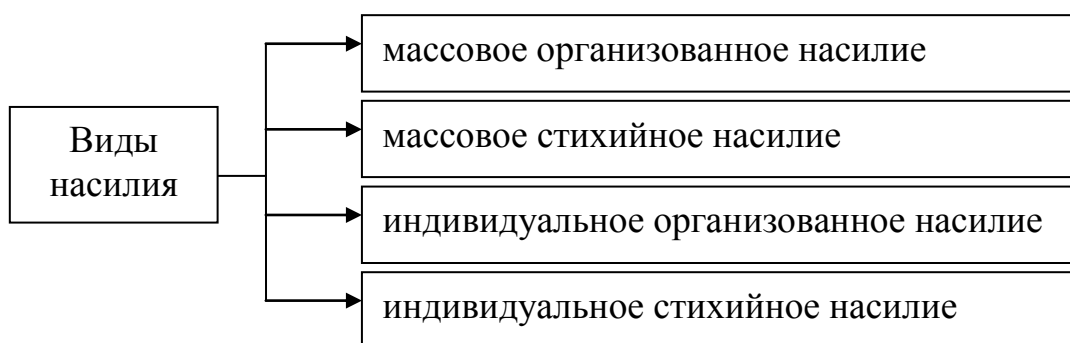 Виды
насилия
массовое организованное насилие
массовое стихийное насилие
индивидуальное организованное насилие
индивидуальное стихийное насилие